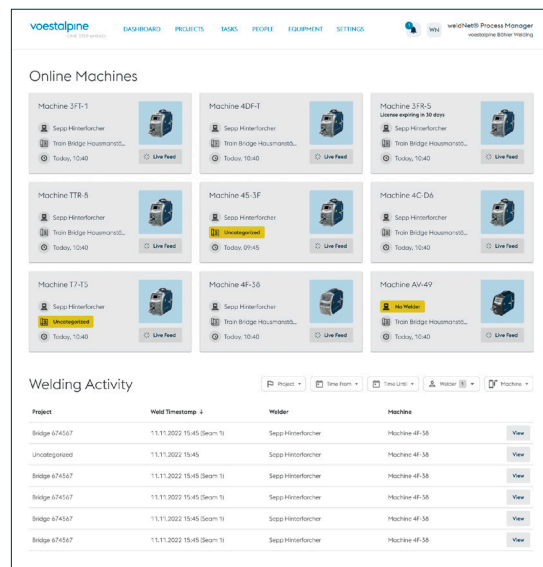 voestalpine
ONE STEP AHEAD.
DASHBOARD PROJECTS TASKS PEOPLE EQUIPMENT SETTINGS
WN
weldNet® Process Manager
voestalpine Böhler Welding
Online Machines
Machine 3FT-1
Sepp Hinterforcher
Train Bridge Hausmanstä...
Today, 10:40
Live Feed
Machine 4DF-T
Sepp Hinterforcher
Train Bridge Hausmanstä...
Today, 10:40
Live Feed
Machine 3FR-5
License expiring in 30 days
Sepp Hinterforcher
Train Bridge Hausmanstä...
Today, 10:40
Live Feed
Machine TTR-8
Sepp Hinterforcher
Train Bridge Hausmanstä...
Today, 10:40
Live Feed
Machine 45-3F
Sepp Hinterforcher
Uncategorized
Today, 09:45
Live Feed
Machine 4C-D6
Sepp Hinterforcher
Train Bridge Hausmanstä...
Today, 10:40
Live Feed
Machine T7-T5
Sepp Hinterforcher
Uncategorized
Today, 10:40
Live Feed
Machine 4F-38
Sepp Hinterforcher
Train Bridge Hausmanstä...
Today, 10:40
Live Feed
Machine AV-49
No Welder
Train Bridge Hausmanstä...
Today, 10:40
Live Feed
Welding Activity
Project Time From Time Until Welder 1 Machine
Project Weld Timestamp ↓ Welder Machine
Bridge 674567 11.11.2022 15:45 (Seam 1) Sepp Hinterforcher Machine 4F-38 View
Uncategorized 11.11.2022 15:45 Sepp Hinterforcher Machine 4F-38 View
Bridge 674567 11.11.2022 15:45 (Seam 1) Sepp Hinterforcher Machine 4F-38 View
Bridge 674567 11.11.2022 15:45 (Seam 1) Sepp Hinterforcher Machine 4F-38 View
Bridge 674567 11.11.2022 15:45 (Seam 1) Sepp Hinterforcher Machine 4F-38 View
Bridge 674567 11.11.2022 15:45 (Seam 1) Sepp Hinterforcher Machine 4F-38 View